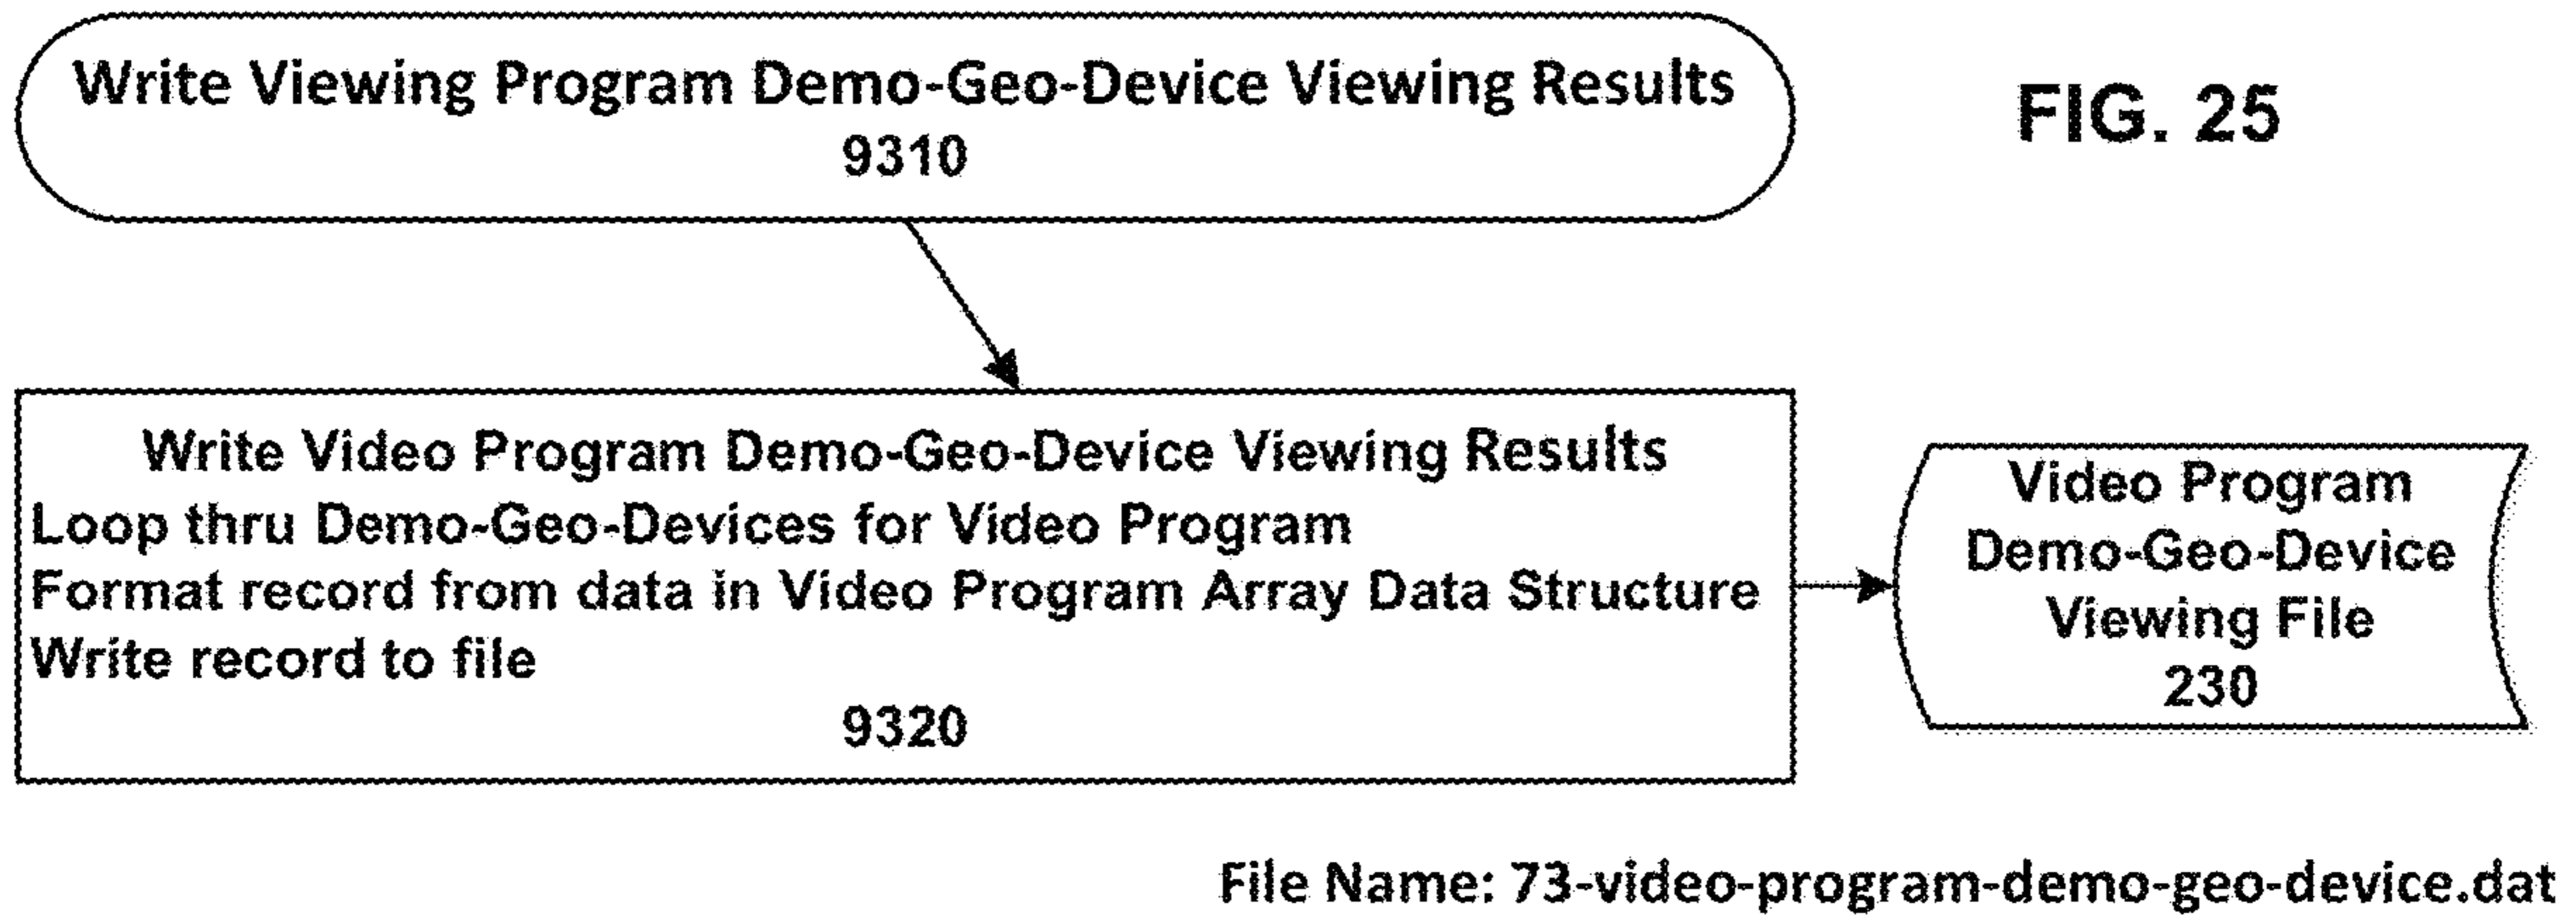 Write Viewing Program Demo-Geo-Device Viewing Results
9310
FIG. 25
Write Video Program Demo-Geo-Device Viewing Results
Loop thru Demo-Geo-Devices for Video Program
Format record from data in Video Program Array Data Structure
Write record to file
9320
Video Program
Demo-Geo-Device
Viewing File
230
File Name: 73-video-program-demo-geo-device.dat